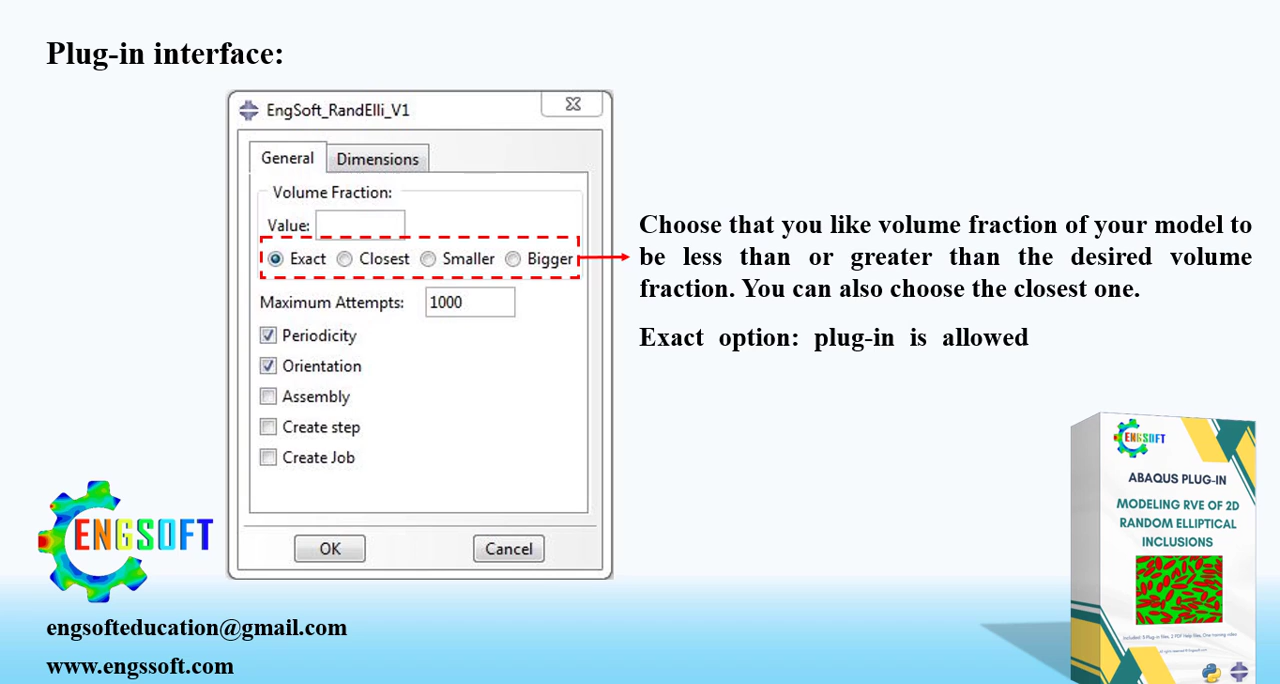 Plug-in interface:
EngSoft_RandElli_V1
General
Dimensions
Volume Fraction:
Value:
Exact
Closest
Smaller
Bigger
Maximum Attempts:
1000
Periodicity
Orientation
Assembly
Create step
Create Job
OK
Cancel
Choose that you like volume fraction of your model to
be less than or greater than the desired volume
fraction. You can also choose the closest one.
Exact option: plug-in is allowed
ENGSOFT
engsofteducation@gmail.com
www.engssoft.com
ENGSOFT
ABAQUS PLUG-IN
MODELING RVE OF 2D
RANDOM ELLIPTICAL
INCLUSIONS